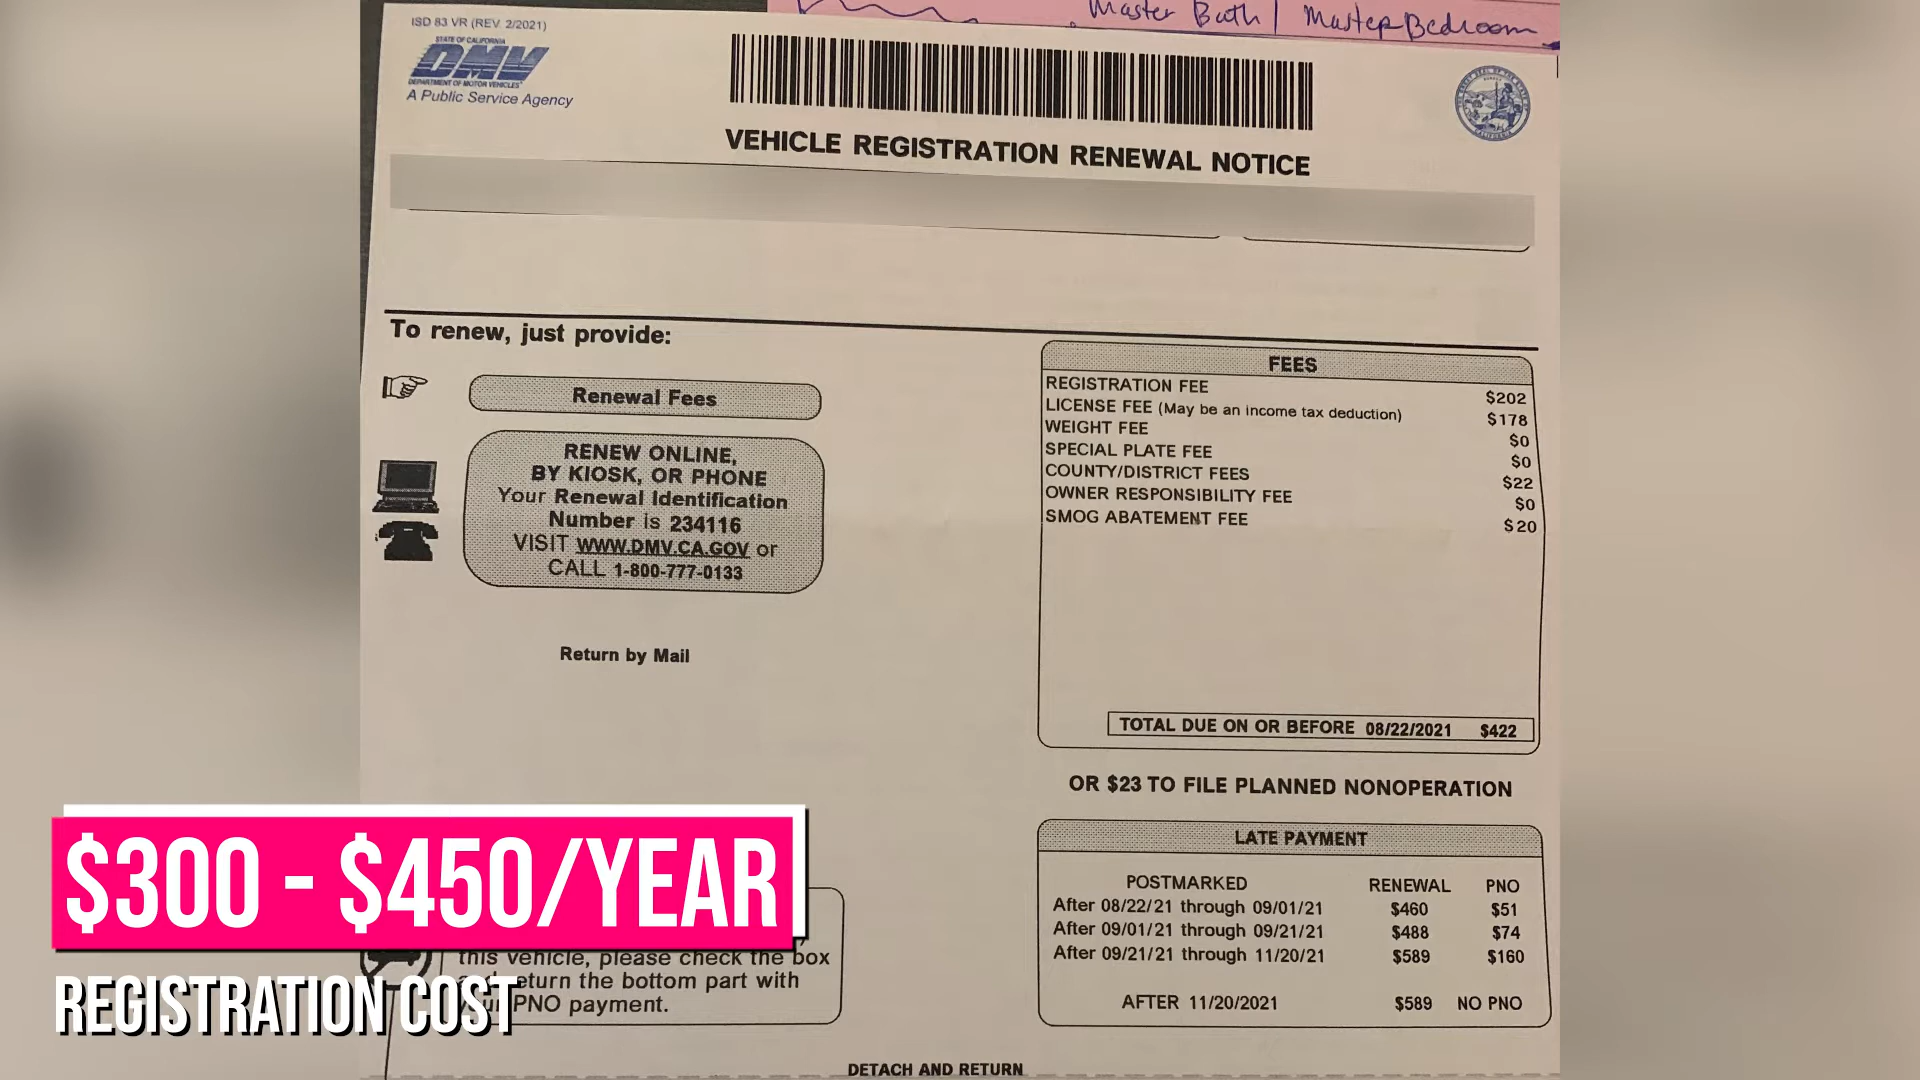 Master Bath | Master Bedroom
ISD 83 VR (REV. 2/2021)
STATE OF CALIFORNIA
DMV
DEPARTMENT OF MOTOR VEHICLES
A Public Service Agency
VEHICLE REGISTRATION RENEWAL NOTICE
To renew, just provide:
Renewal Fees
RENEW ONLINE,
BY KIOSK, OR PHONE
Your Renewal Identification
Number is 234116
VISIT WWW.DMV.CA.GOV or
CALL 1-800-777-0133
Return by Mail
FEES
REGISTRATION FEE $202
LICENSE FEE (May be an income tax deduction) $178
WEIGHT FEE $0
SPECIAL PLATE FEE $0
COUNTY/DISTRICT FEES $22
OWNER RESPONSIBILITY FEE $0
SMOG ABATEMENT FEE $20
TOTAL DUE ON OR BEFORE 08/22/2021 $422
OR $23 TO FILE PLANNED NONOPERATION
LATE PAYMENT
POSTMARKED RENEWAL PNO
After 08/22/21 through 09/01/21 $460 $51
After 09/01/21 through 09/21/21 $488 $74
After 09/21/21 through 11/20/21 $589 $160
AFTER 11/20/2021 $589 NO PNO
$300 - $450/YEAR
REGISTRATION COST
this vehicle, please check the box
return the bottom part with
PNO payment.
DETACH AND RETURN